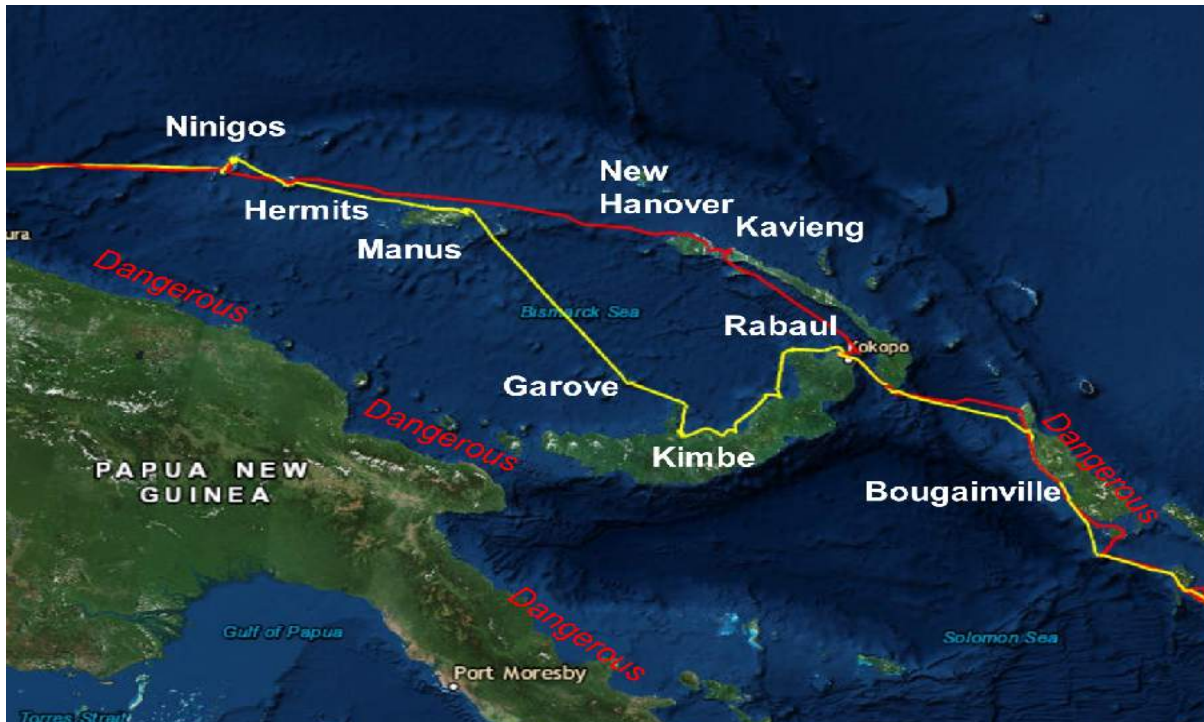 Ninigos
New
Hanover
Hermits
Kavieng
Manus
ura
Dangerous
Bismarck Sea
Rabaul
Kokopo
Garove
Dangerous
Dangerous
Kimbe
PAPUA NEW
GUINEA
Bougainville
Dangerous
Gulf of Papua
Solomon Sea
Port Moresby
Torres Strait